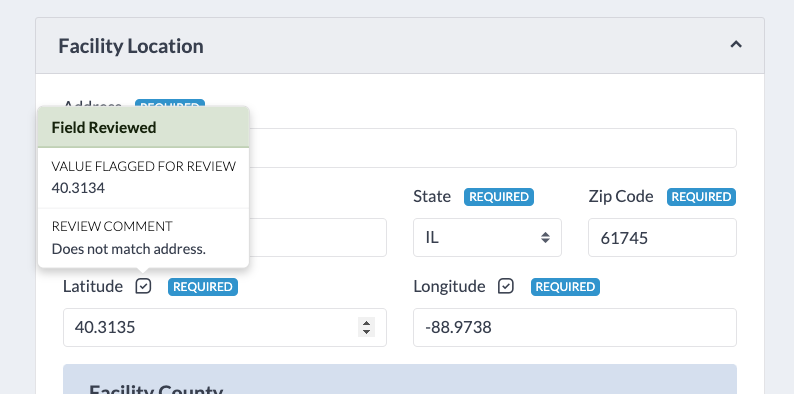 Facility Location
Address REQUIRED
Field Reviewed
VALUE FLAGGED FOR REVIEW
40.3134
REVIEW COMMENT
Does not match address.
State REQUIRED
Zip Code REQUIRED
IL
61745
Latitude REQUIRED
Longitude REQUIRED
40.3135
-88.9738
Facility County